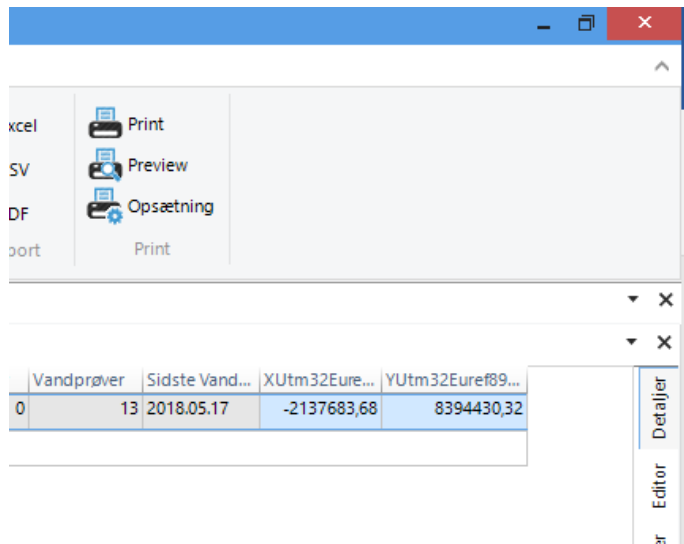 xcel
Print
SV
Preview
DF
Opsætning
port
Print
Vandprøver Sidste Vand... XUtm32Eure... YUtm32Euref89...
0 13 2018.05.17 -2137683,68 8394430,32
Detaljer
Editor
er